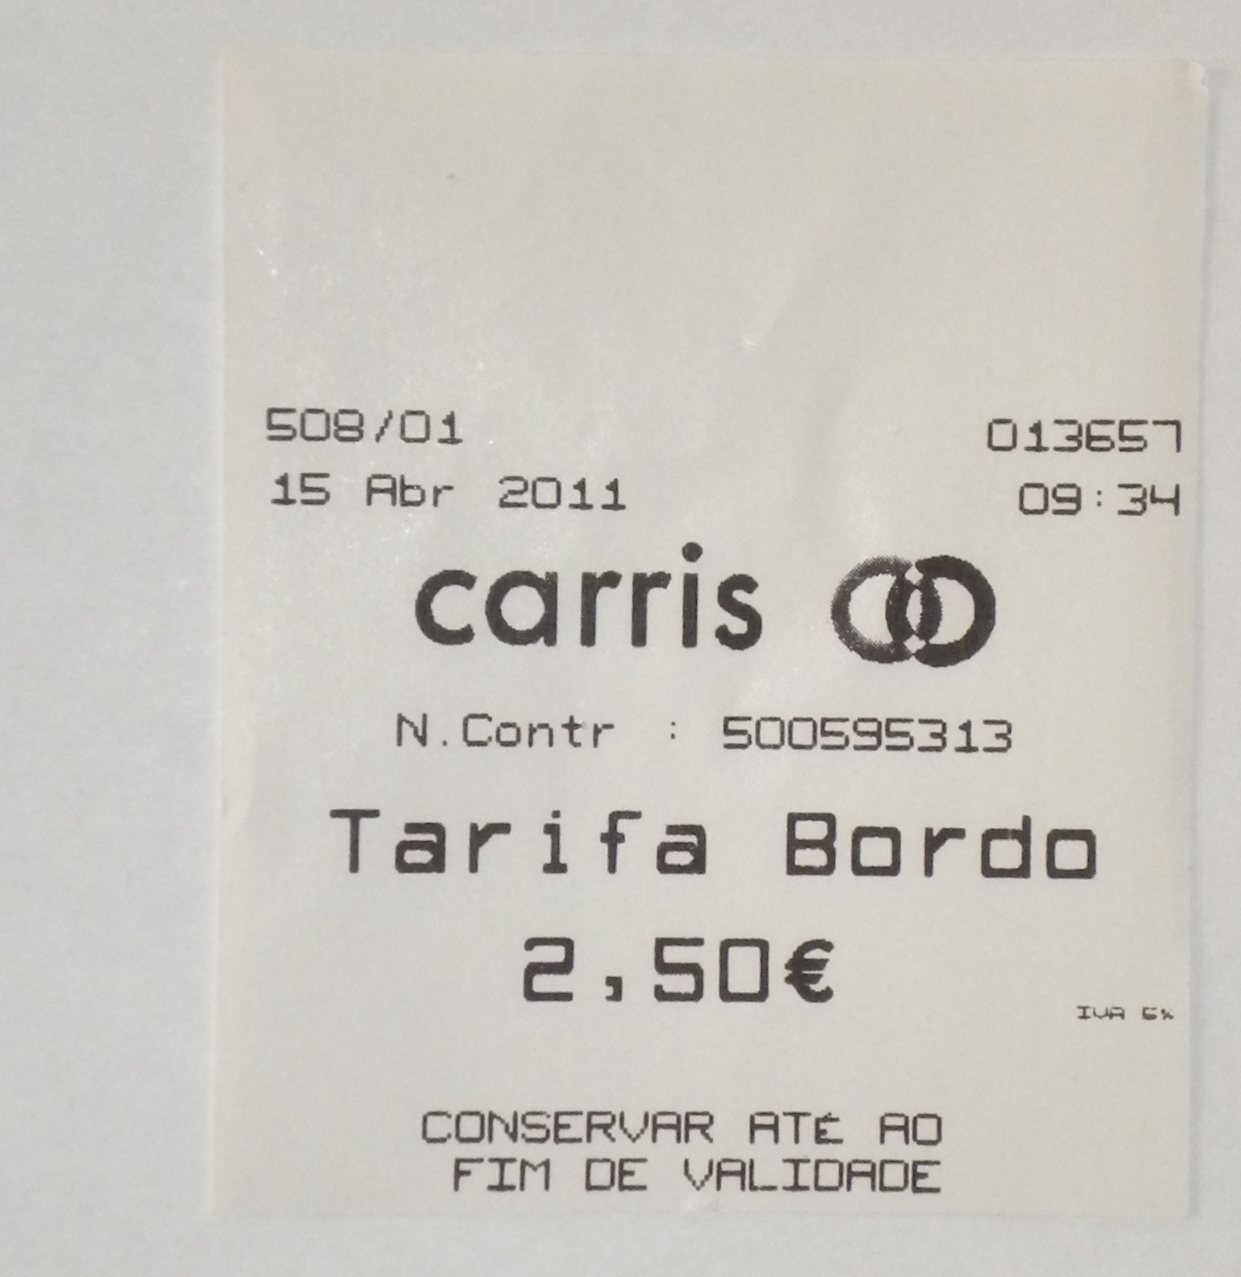 508/01 013657
15 Abr 2011 09:34
carris
N.Contr : 500595313
Tarifa Bordo
2,50€
IVA 6%
CONSERVAR ATÉ AO
FIM DE VALIDADE